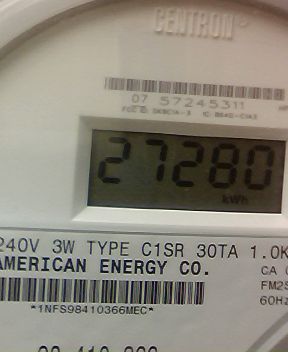 CENTRON
07 57245311
27280
kWh
240V 3W TYPE C1SR 30TA 1.0K
AMERICAN ENERGY CO.
CA
FM2S
60Hz
*1NFS98410366MEC*